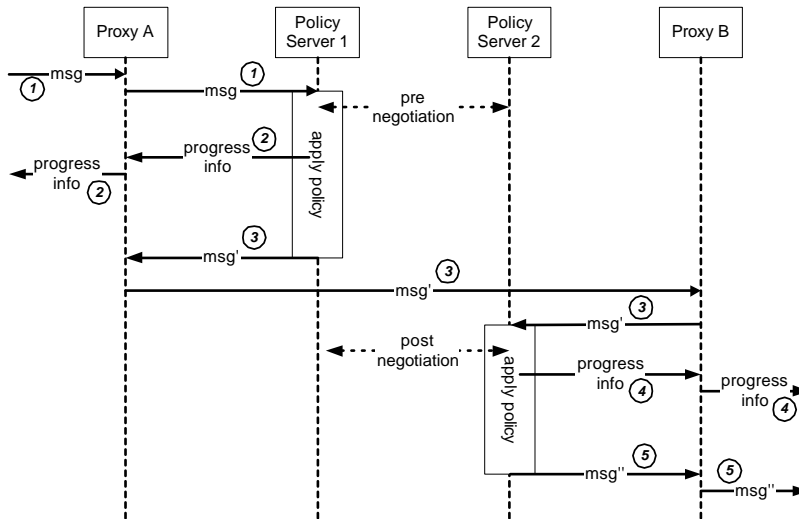 Proxy A
Policy
Server 1
Policy
Server 2
Proxy B
1
msg
1
msg
pre
negotiation
apply policy
2
progress
info
progress
info
2
3
msg'
3
msg'
3
msg'
post
negotiation
apply policy
progress
info
4
progress
info
4
5
msg''
5
msg''